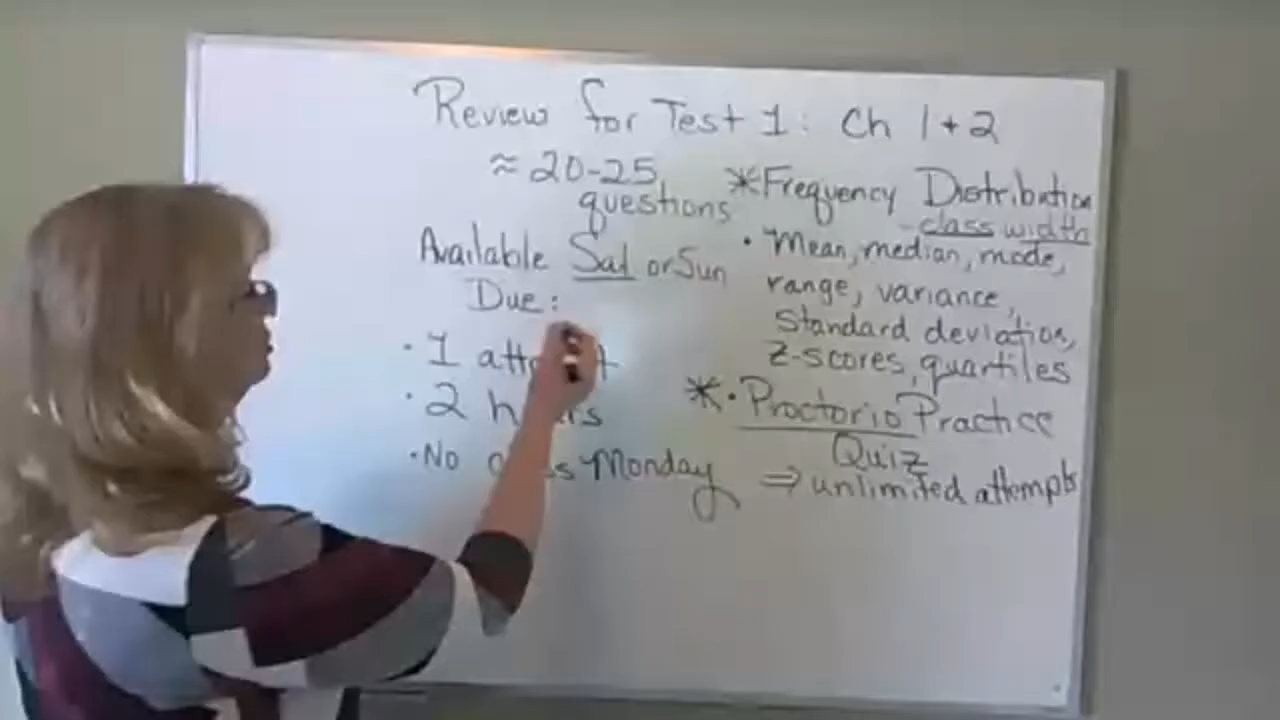 Review for Test 1: Ch 1 + 2
≈ 20-25
questions
Available Sat or Sun
Due:
· 1
· 2
· No Monday
*Frequency Distribution
- class width
· Mean, median, mode,
range, variance,
standard deviation,
z-scores, quartiles
* · Proctorio Practice
Quiz
⇒ unlimited attempts